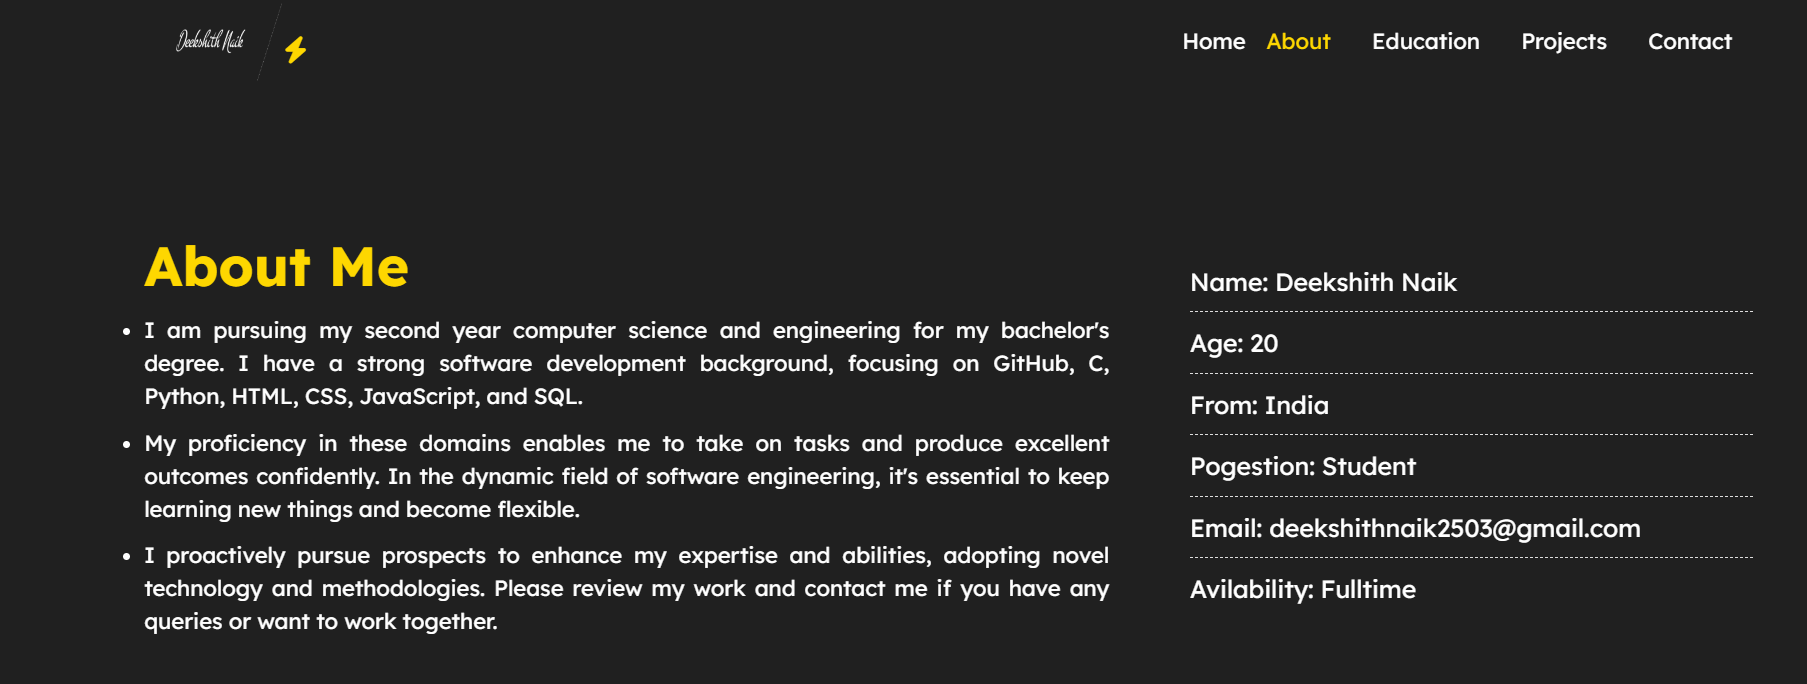 Deekshith Naik
Home About Education Projects Contact
About Me
I am pursuing my second year computer science and engineering for my bachelor's
degree. I have a strong software development background, focusing on GitHub, C,
Python, HTML, CSS, JavaScript, and SQL.
My proficiency in these domains enables me to take on tasks and produce excellent
outcomes confidently. In the dynamic field of software engineering, it's essential to keep
learning new things and become flexible.
I proactively pursue prospects to enhance my expertise and abilities, adopting novel
technology and methodologies. Please review my work and contact me if you have any
queries or want to work together.
Name: Deekshith Naik
Age: 20
From: India
Pogestion: Student
Email: deekshithnaik2503@gmail.com
Avilability: Fulltime